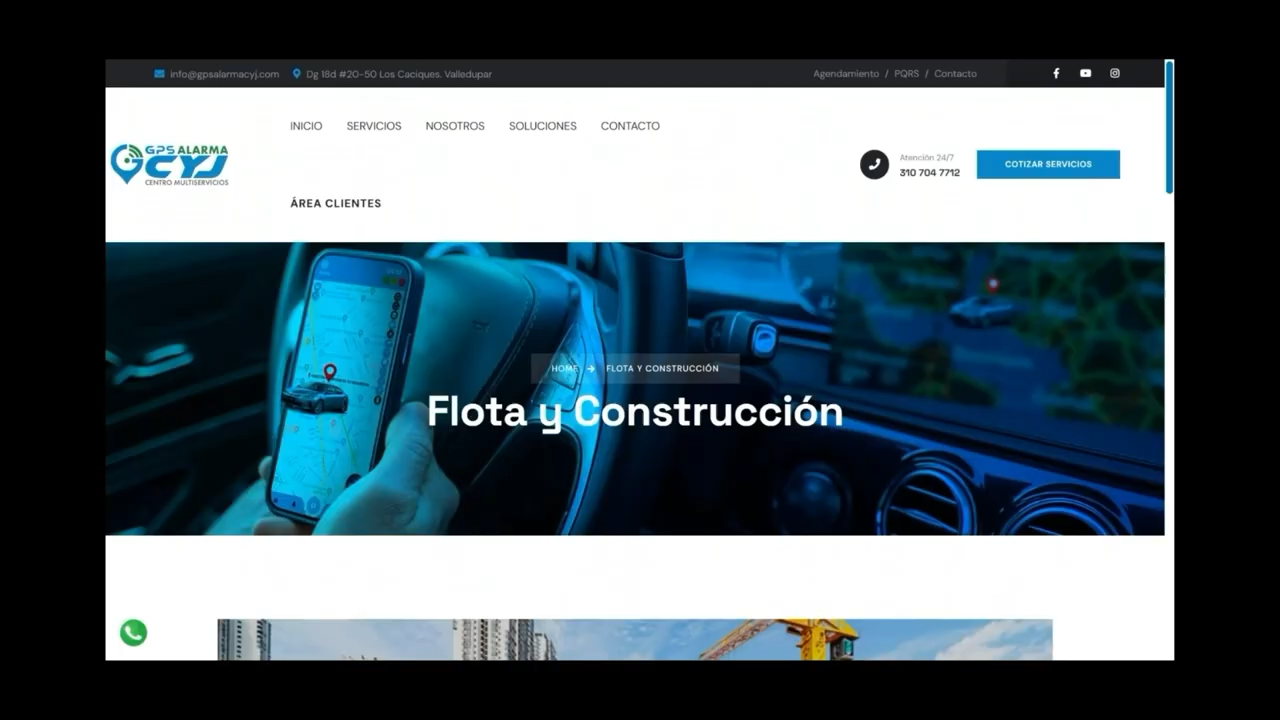 info@gpsalarmacyj.com
Dg 18d #20-50 Los Caciques. Valledupar
Agendamiento / PQRS / Contacto
INICIO
SERVICIOS
NOSOTROS
SOLUCIONES
CONTACTO
GPS ALARMA
CYJ
CENTRO MULTISERVICIOS
Atención 24/7
310 704 7712
COTIZAR SERVICIOS
ÁREA CLIENTES
HOME → FLOTA Y CONSTRUCCIÓN
Flota y Construcción